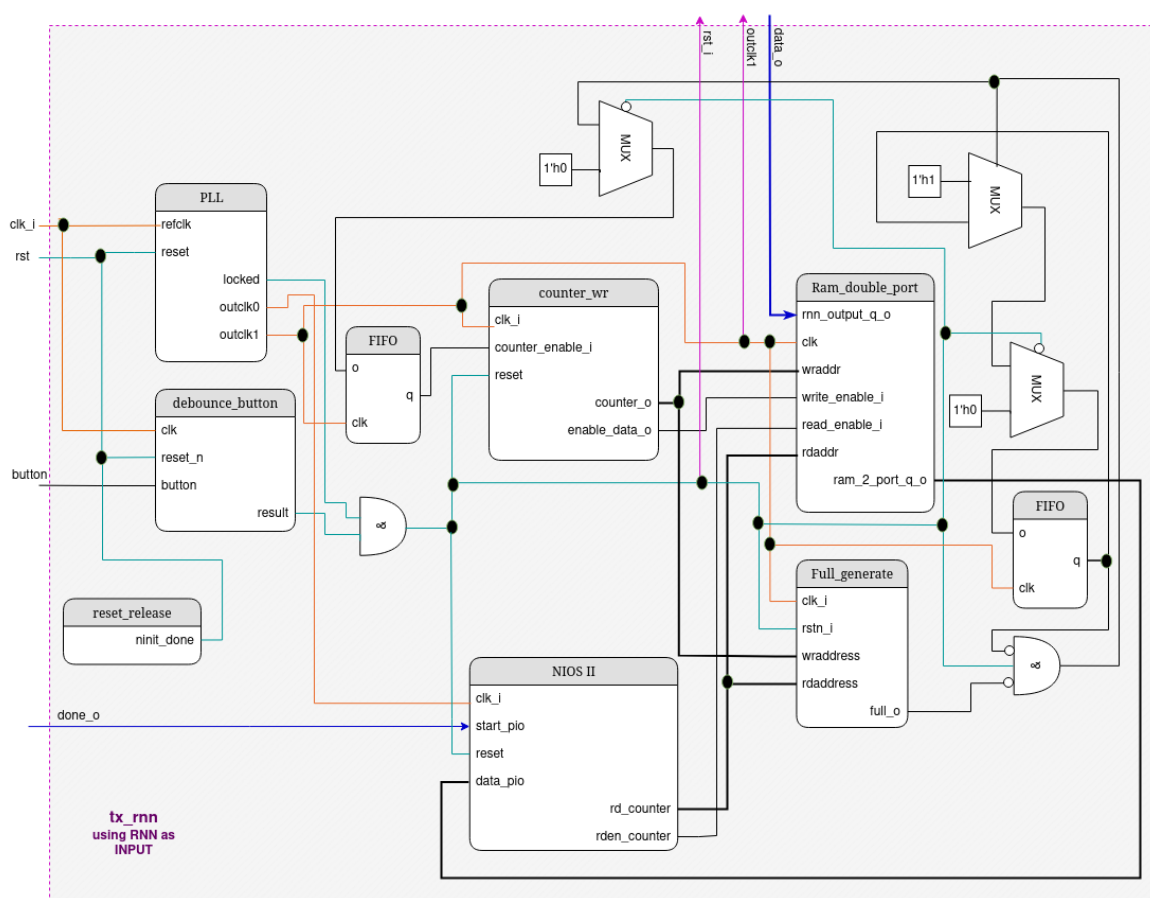 rst_i
outclk1
data_o
MUX
1'h0
1'h1
MUX
PLL
clk_i
refclk
rst
reset
locked
outclk0
outclk1
counter_wr
clk_i
counter_enable_i
reset
counter_o
enable_data_o
Ram_double_port
rnn_output_q_o
clk
wraddr
write_enable_i
read_enable_i
rdaddr
ram_2_port_q_o
FIFO
o
q
clk
MUX
1'h0
debounce_button
clk
reset_n
button
button
result
&
FIFO
o
q
clk
Full_generate
clk_i
rstn_i
wraddress
rdaddress
full_o
&
reset_release
ninit_done
NIOS II
clk_i
done_o
start_pio
reset
data_pio
rd_counter
rden_counter
tx_rnn
using RNN as
INPUT